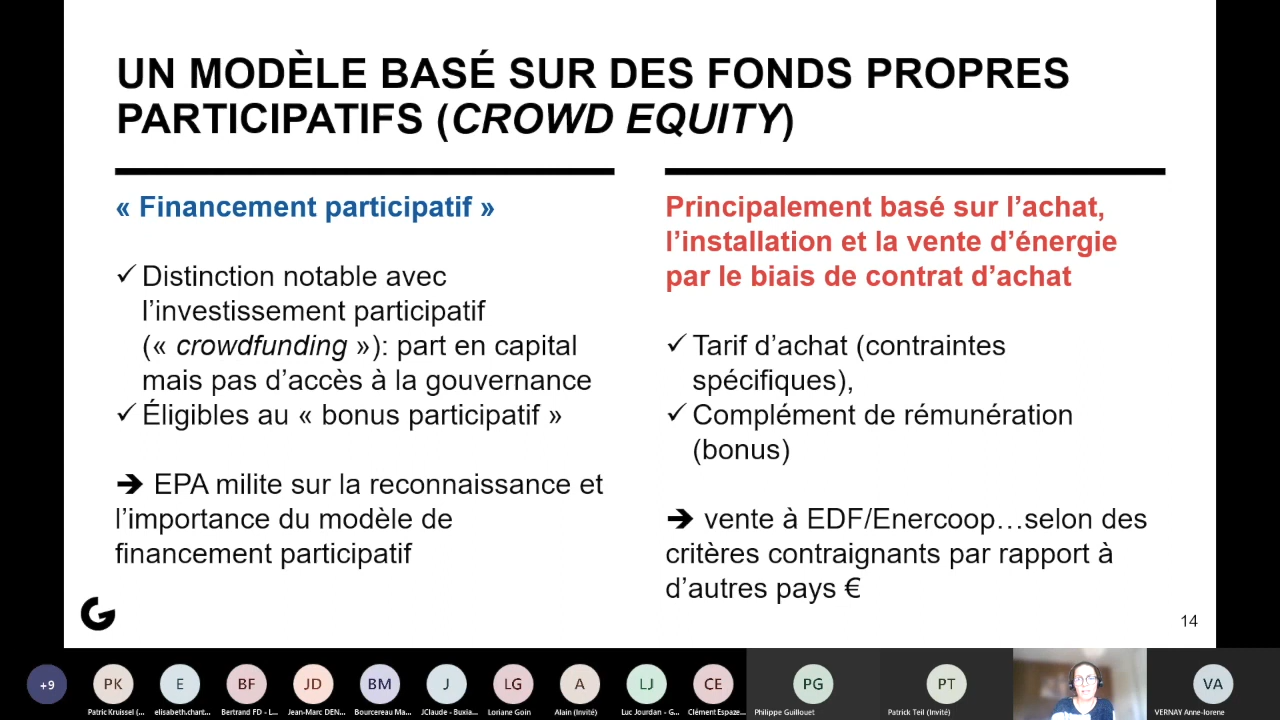 UN MODÈLE BASÉ SUR DES FONDS PROPRES
PARTICIPATIFS (CROWD EQUITY)
« Financement participatif »
✓ Distinction notable avec
l’investissement participatif
(« crowdfunding »): part en capital
mais pas d’accès à la gouvernance
✓ Éligibles au « bonus participatif »
➔ EPA milite sur la reconnaissance et
l’importance du modèle de
financement participatif
Principalement basé sur l’achat,
l’installation et la vente d’énergie
par le biais de contrat d’achat
✓ Tarif d’achat (contraintes
spécifiques),
✓ Complément de rémunération
(bonus)
➔ vente à EDF/Enercoop…selon des
critères contraignants par rapport à
d’autres pays €
G
14
+9
PK
E
BF
JD
BM
J
LG
A
LJ
CE
PG
PT
VA
Patric Kruissel (...
elisabeth.chart...
Bertrand FD - L...
Jean-Marc DEN...
Bourcereau Ma...
JClaude - Buxia...
Loriane Goin
Alain (Invité)
Luc Jourdan - G...
Clément Espaze...
Philippe Guillouet
Patrick Teil (Invité)
VERNAY Anne-lorene